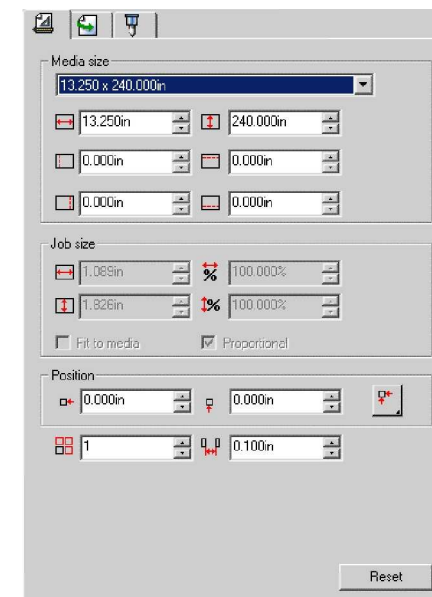 Media size
13.250 x 240.000in
13.250in 240.000in
0.000in 0.000in
0.000in 0.000in
Job size
1.089in % 100.000%
1.826in % 100.000%
Fit to media Proportional
Position
0.000in 0.000in
1 0.100in
Reset